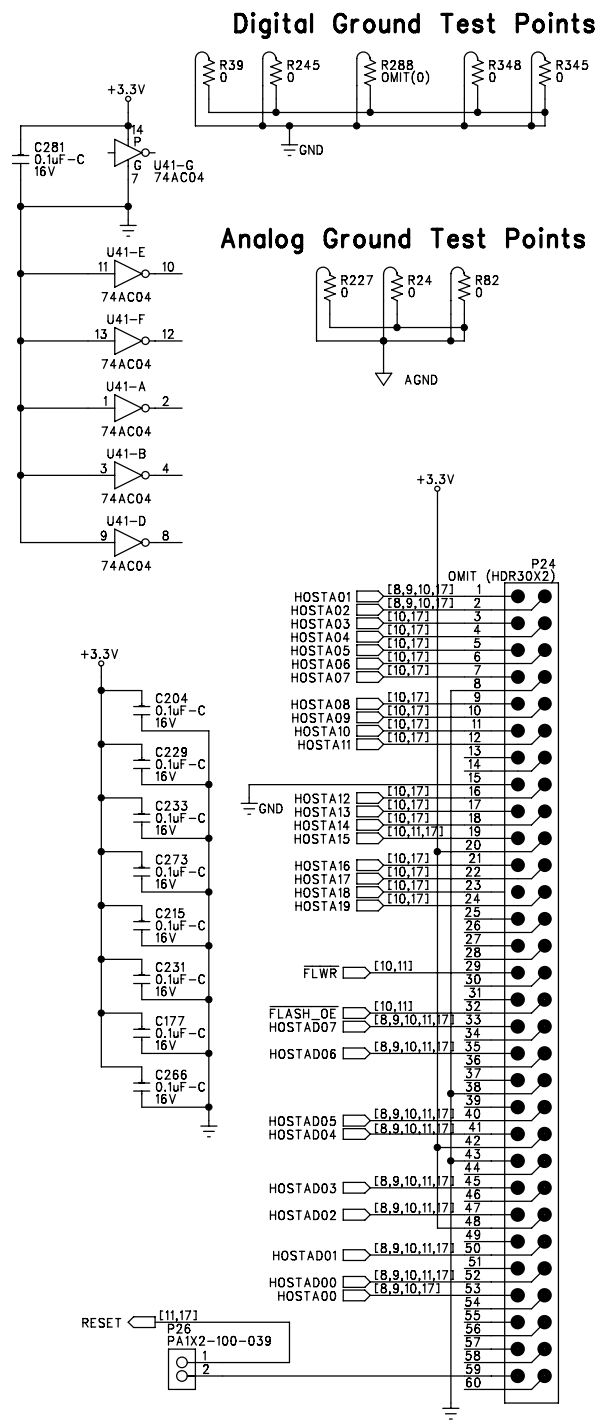 Digital Ground Test Points
R39
0
R245
0
R288
OMIT(0)
R348
0
R345
0
GND
+3.3V
C281
0.1uF-C
16V
14
P
G
7
U41-G
74AC04
Analog Ground Test Points
R227
0
R24
0
R82
0
AGND
U41-E
11
10
74AC04
U41-F
13
12
74AC04
U41-A
1
2
74AC04
U41-B
3
4
74AC04
U41-D
9
8
74AC04
+3.3V
P24
OMIT (HDR30X2)
HOSTA01 [8,9,10,17] 1
HOSTA02 [8,9,10,17] 2
HOSTA03 [10,17] 3
HOSTA04 [10,17] 4
HOSTA05 [10,17] 5
HOSTA06 [10,17] 6
HOSTA07 [10,17] 7
8
HOSTA08 [10,17] 9
HOSTA09 [10,17] 10
HOSTA10 [10,17] 11
HOSTA11 [10,17] 12
13
14
15
GND
HOSTA12 [10,17] 16
HOSTA13 [10,17] 17
HOSTA14 [10,17] 18
HOSTA15 [10,11,17] 19
20
HOSTA16 [10,17] 21
HOSTA17 [10,17] 22
HOSTA18 [10,17] 23
HOSTA19 [10,17] 24
25
26
27
28
FLWR [10,11] 29
30
31
FLASH_OE [10,11] 32
HOSTAD07 [8,9,10,11,17] 33
34
HOSTAD06 [8,9,10,11,17] 35
36
37
38
39
HOSTAD05 [8,9,10,11,17] 40
HOSTAD04 [8,9,10,11,17] 41
42
43
44
HOSTAD03 [8,9,10,11,17] 45
46
HOSTAD02 [8,9,10,11,17] 47
48
49
HOSTAD01 [8,9,10,11,17] 50
51
HOSTAD00 [8,9,10,11,17] 52
HOSTA00 [8,9,10,17] 53
54
55
56
57
58
59
60
+3.3V
C204
0.1uF-C
16V
C229
0.1uF-C
16V
C233
0.1uF-C
16V
C273
0.1uF-C
16V
C215
0.1uF-C
16V
C231
0.1uF-C
16V
C177
0.1uF-C
16V
C266
0.1uF-C
16V
RESET [11,17]
P26
PA1X2-100-039
1
2